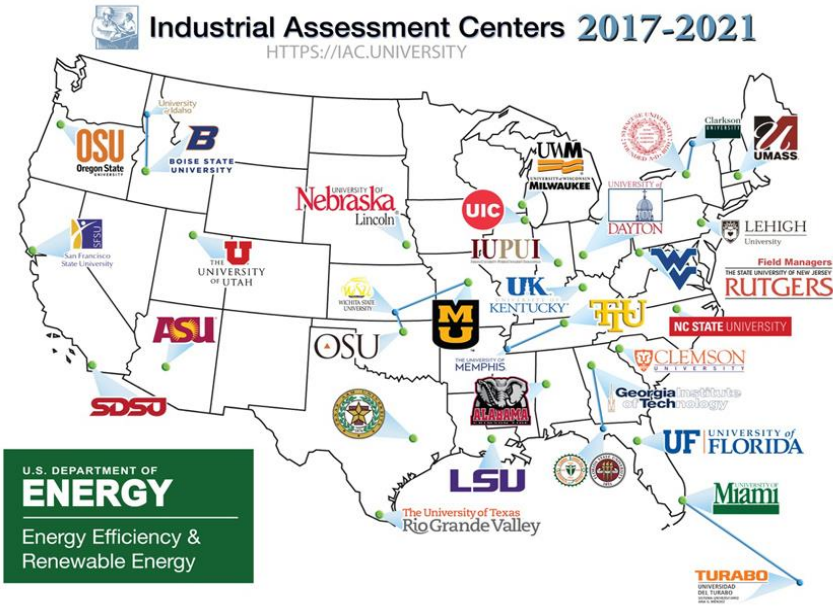 Industrial Assessment Centers 2017-2021
HTTPS://IAC.UNIVERSITY
University
of Idaho
OSU
Oregon State
UNIVERSITY
B
BOISE STATE
UNIVERSITY
SFSU
San Francisco
State University
U
THE
UNIVERSITY
OF UTAH
ASU
SDSU
UNIVERSITY OF
Nebraska
Lincoln
WICHITA STATE
UNIVERSITY
OSU
MU
UWM
UNIVERSITY of WISCONSIN
MILWAUKEE
UIC
IUPUI
UNIVERSITY of
DAYTON
UK
UNIVERSITY OF
KENTUCKY
TTU
THE UNIVERSITY OF
MEMPHIS
SYRACUSE UNIVERSITY
Clarkson
UNIVERSITY
UMASS
LEHIGH
University
WV
Field Managers
THE STATE UNIVERSITY OF NEW JERSEY
RUTGERS
NC STATE UNIVERSITY
CLEMSON
UNIVERSITY
Georgia Institute
of Technology
ALABAMA
LSU
UF UNIVERSITY of
FLORIDA
UNIVERSITY OF
Miami
The University of Texas
Rio Grande Valley
TURABO
UNIVERSIDAD
DEL TURABO
U.S. DEPARTMENT OF
ENERGY
Energy Efficiency &
Renewable Energy